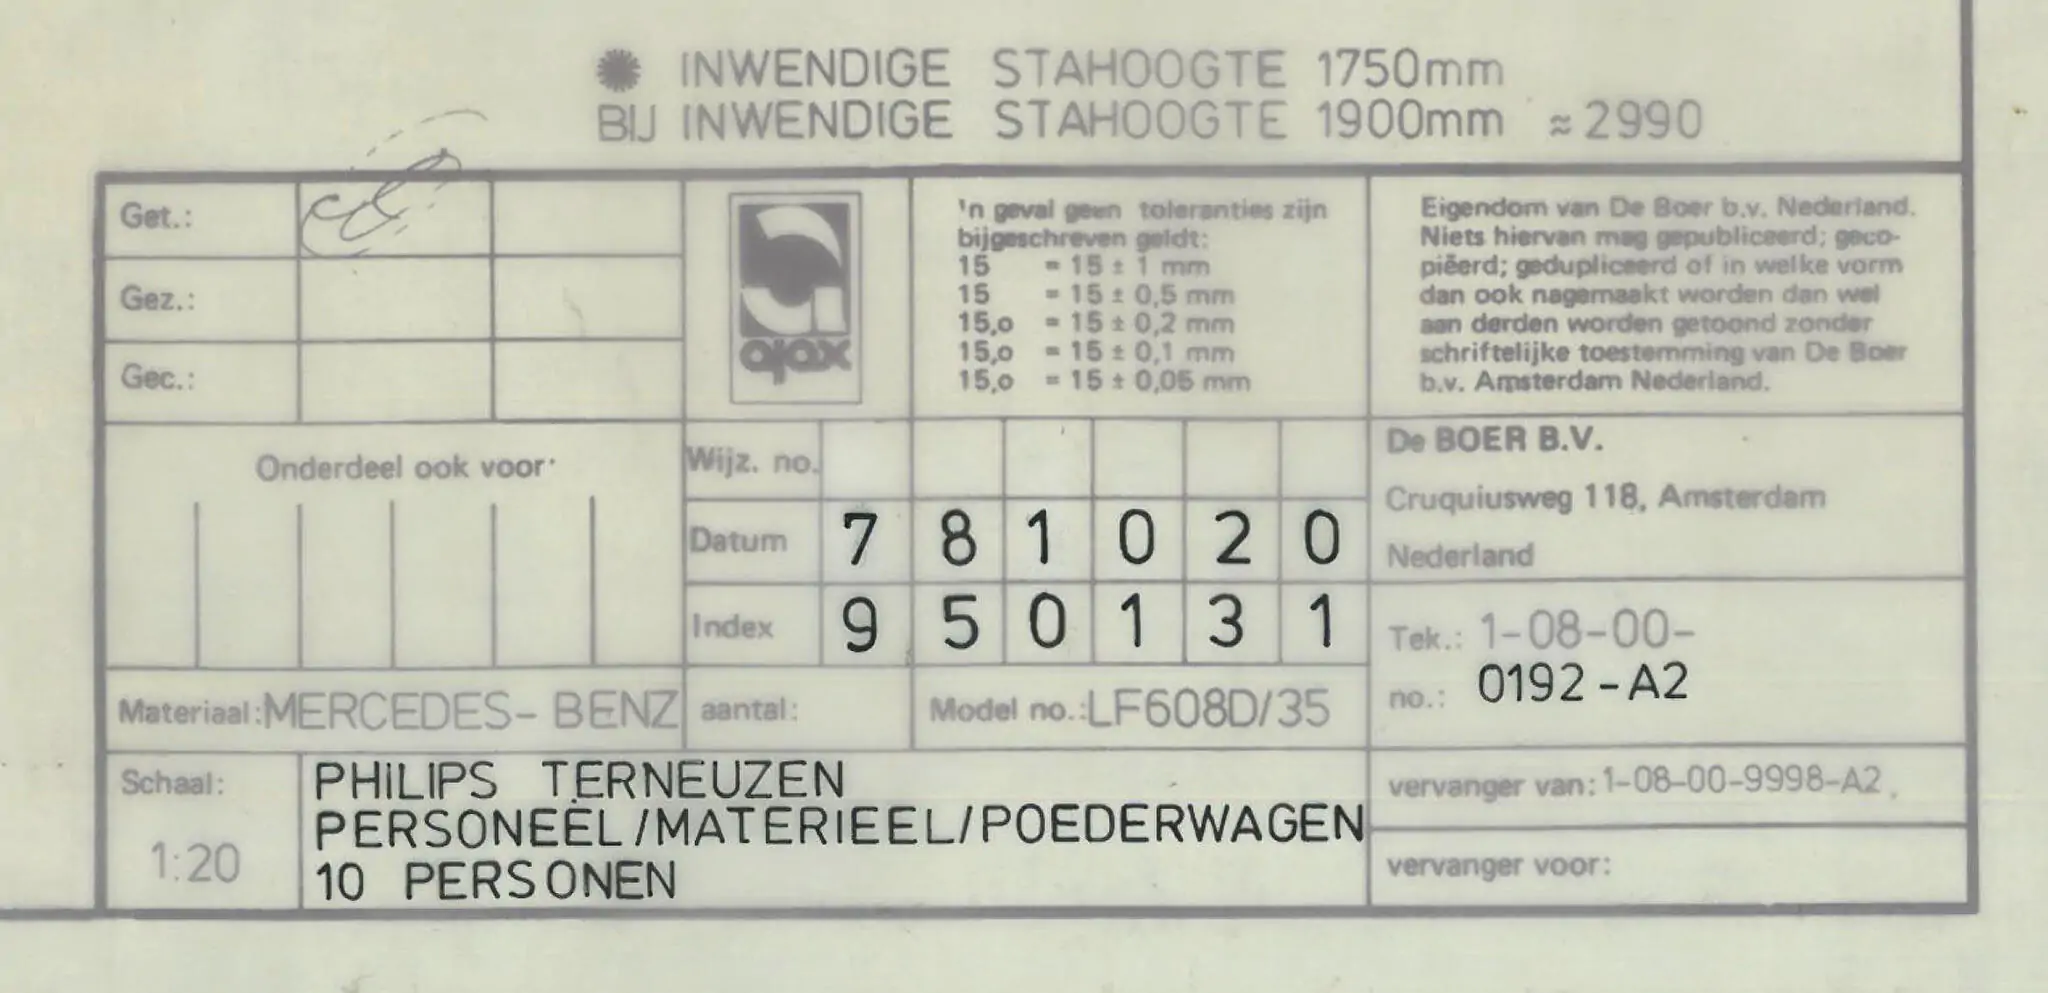 ✺ INWENDIGE STAHOOGTE 1750mm
BIJ INWENDIGE STAHOOGTE 1900mm ≈2990
Get.:
Gez.:
Gec.:
ajax
'n geval geen toleranties zijn
bijgeschreven geldt:
15 = 15 ± 1 mm
15 = 15 ± 0,5 mm
15,o = 15 ± 0,2 mm
15,o = 15 ± 0,1 mm
15,o = 15 ± 0,05 mm
Eigendom van De Boer b.v. Nederland.
Niets hiervan mag gepubliceerd; geco-
piëerd; gedupliceerd of in welke vorm
dan ook nagemaakt worden dan wel
aan derden worden getoond zonder
schriftelijke toestemming van De Boer
b.v. Amsterdam Nederland.
Onderdeel ook voor·
Wijz. no.
Datum 7 8 1 0 2 0
Index 9 5 0 1 3 1
De BOER B.V.
Cruquiusweg 118, Amsterdam
Nederland
Tek.: 1-08-00-
no.: 0192-A2
Materiaal: MERCEDES-BENZ
aantal:
Model no.: LF608D/35
Schaal:
1:20
PHILIPS TERNEUZEN
PERSONEEL/MATERIEEL/POEDERWAGEN
10 PERSONEN
vervanger van: 1-08-00-9998-A2.
vervanger voor: